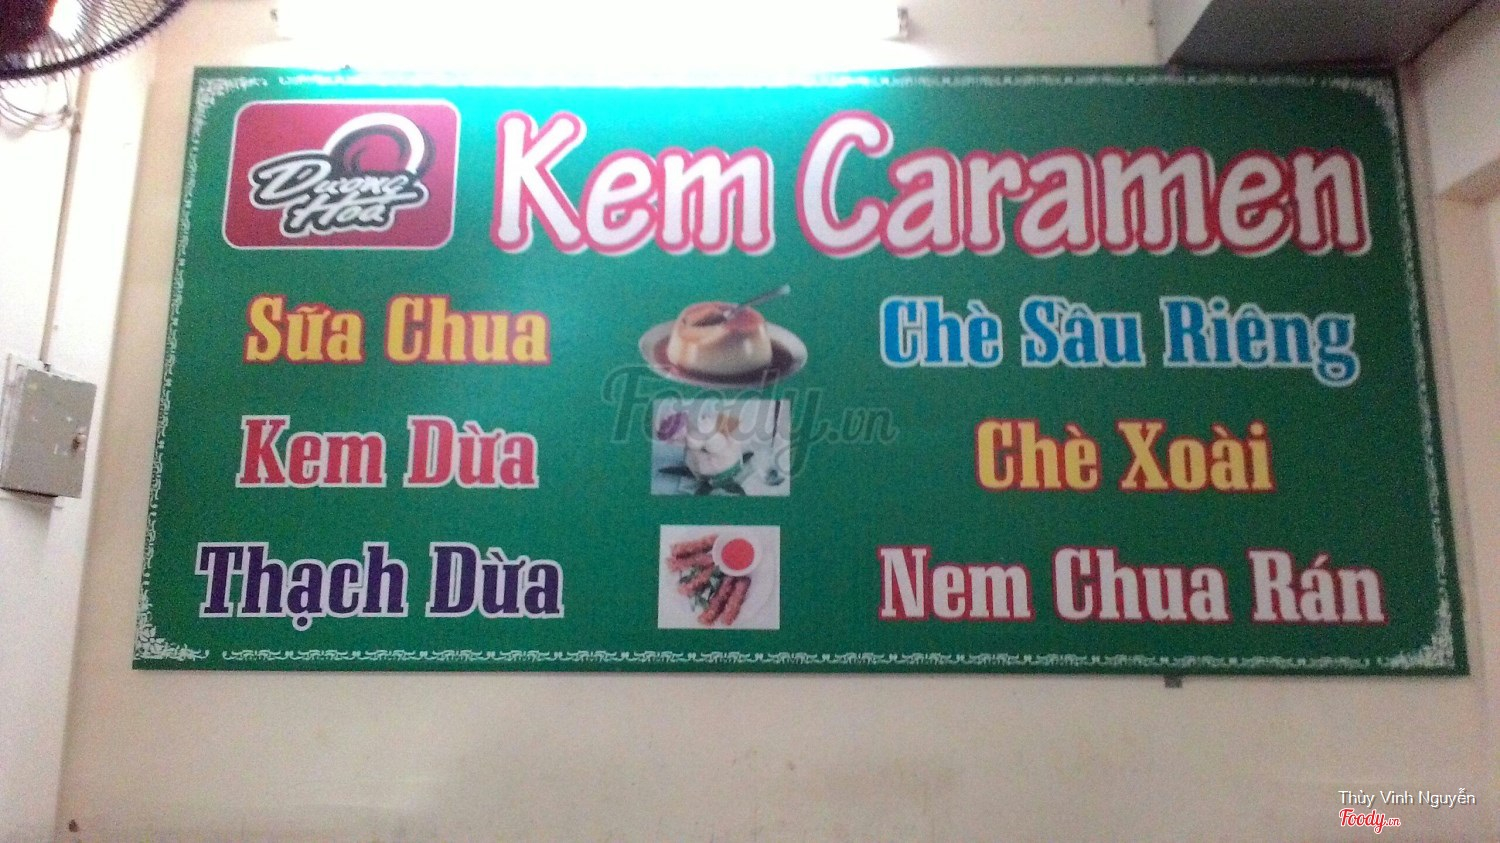 Dương Hoa
Kem Caramen
Sữa Chua
Chè Sâu Riêng
Kem Dừa
Chè Xoài
Thạch Dừa
Nem Chua Rán
Foody.vn
Thủy Vinh Nguyễn
Foody.vn